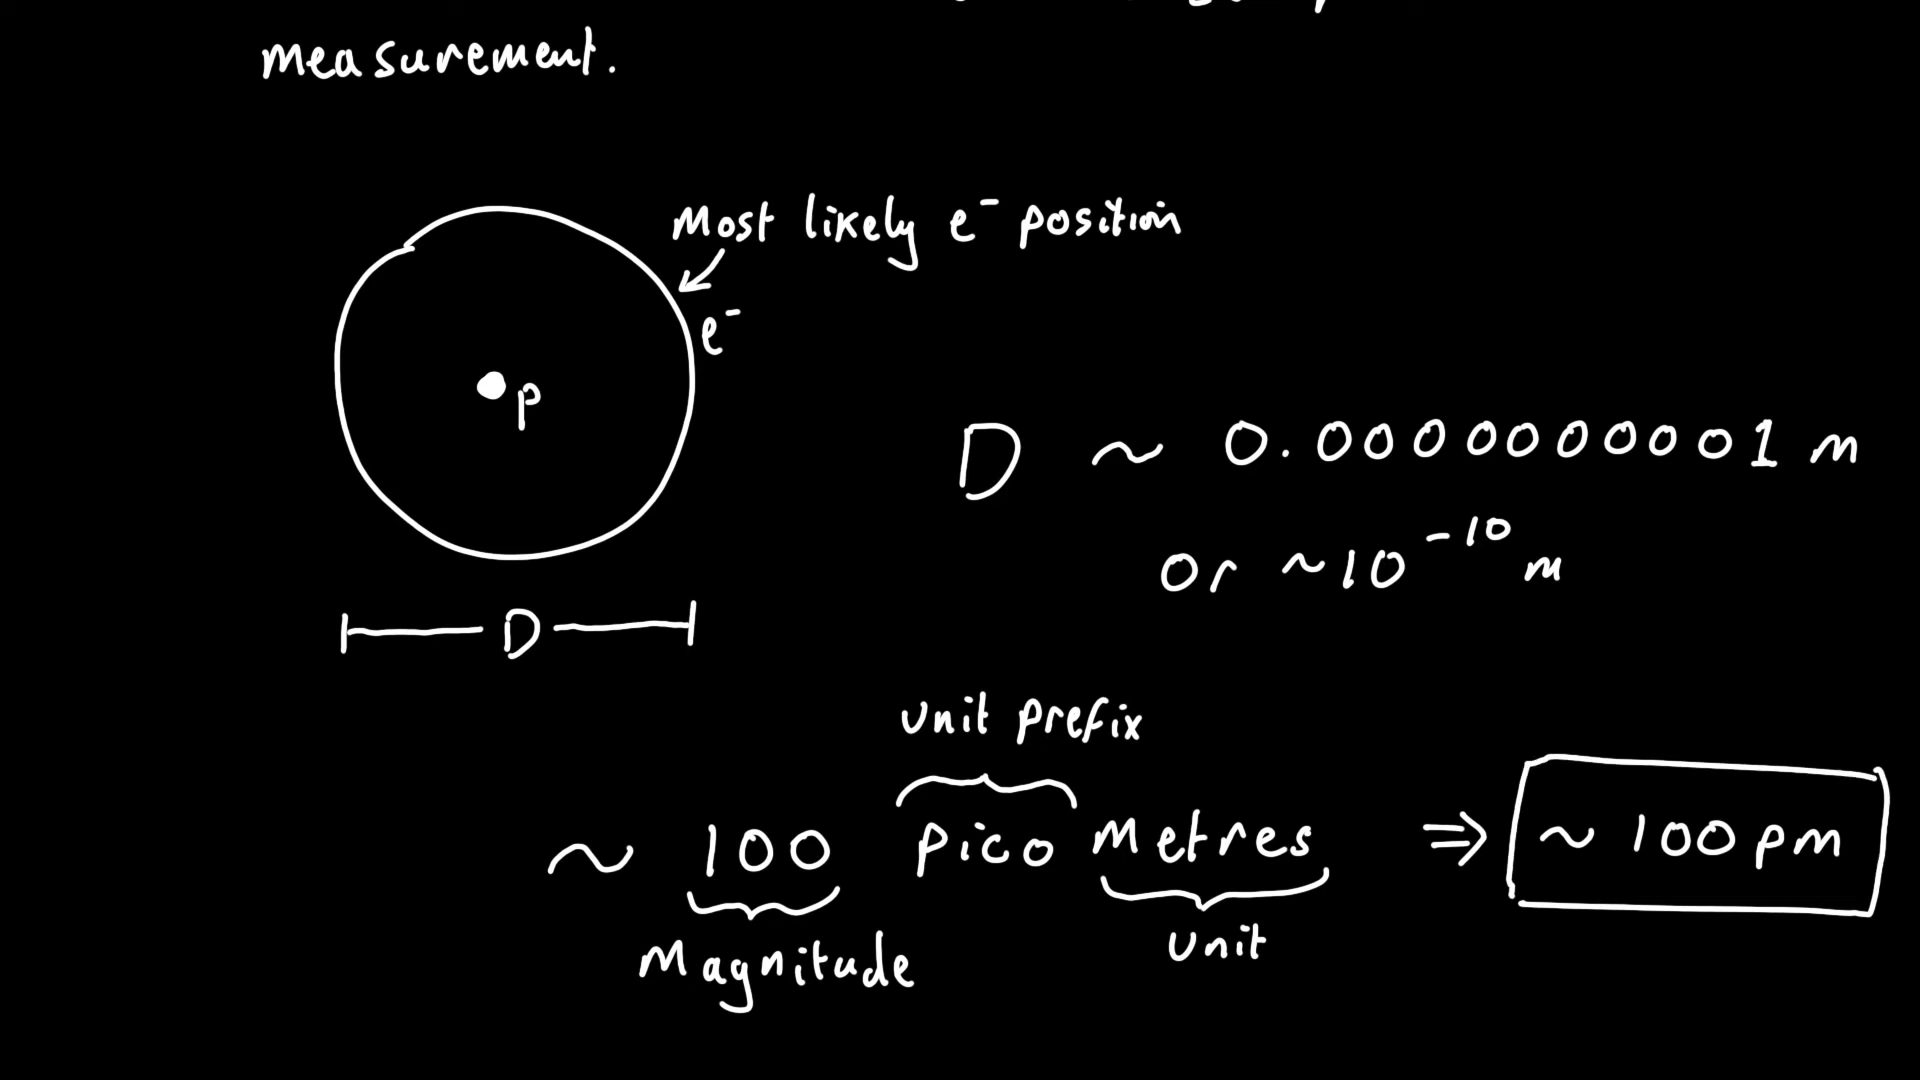 measurement.
Most likely e⁻ position
e⁻
p
D ~ 0.0000000001 m
or ~10⁻¹⁰ m
D
unit prefix
~ 100 pico Metres ⇒ ~ 100 pm
Magnitude
unit